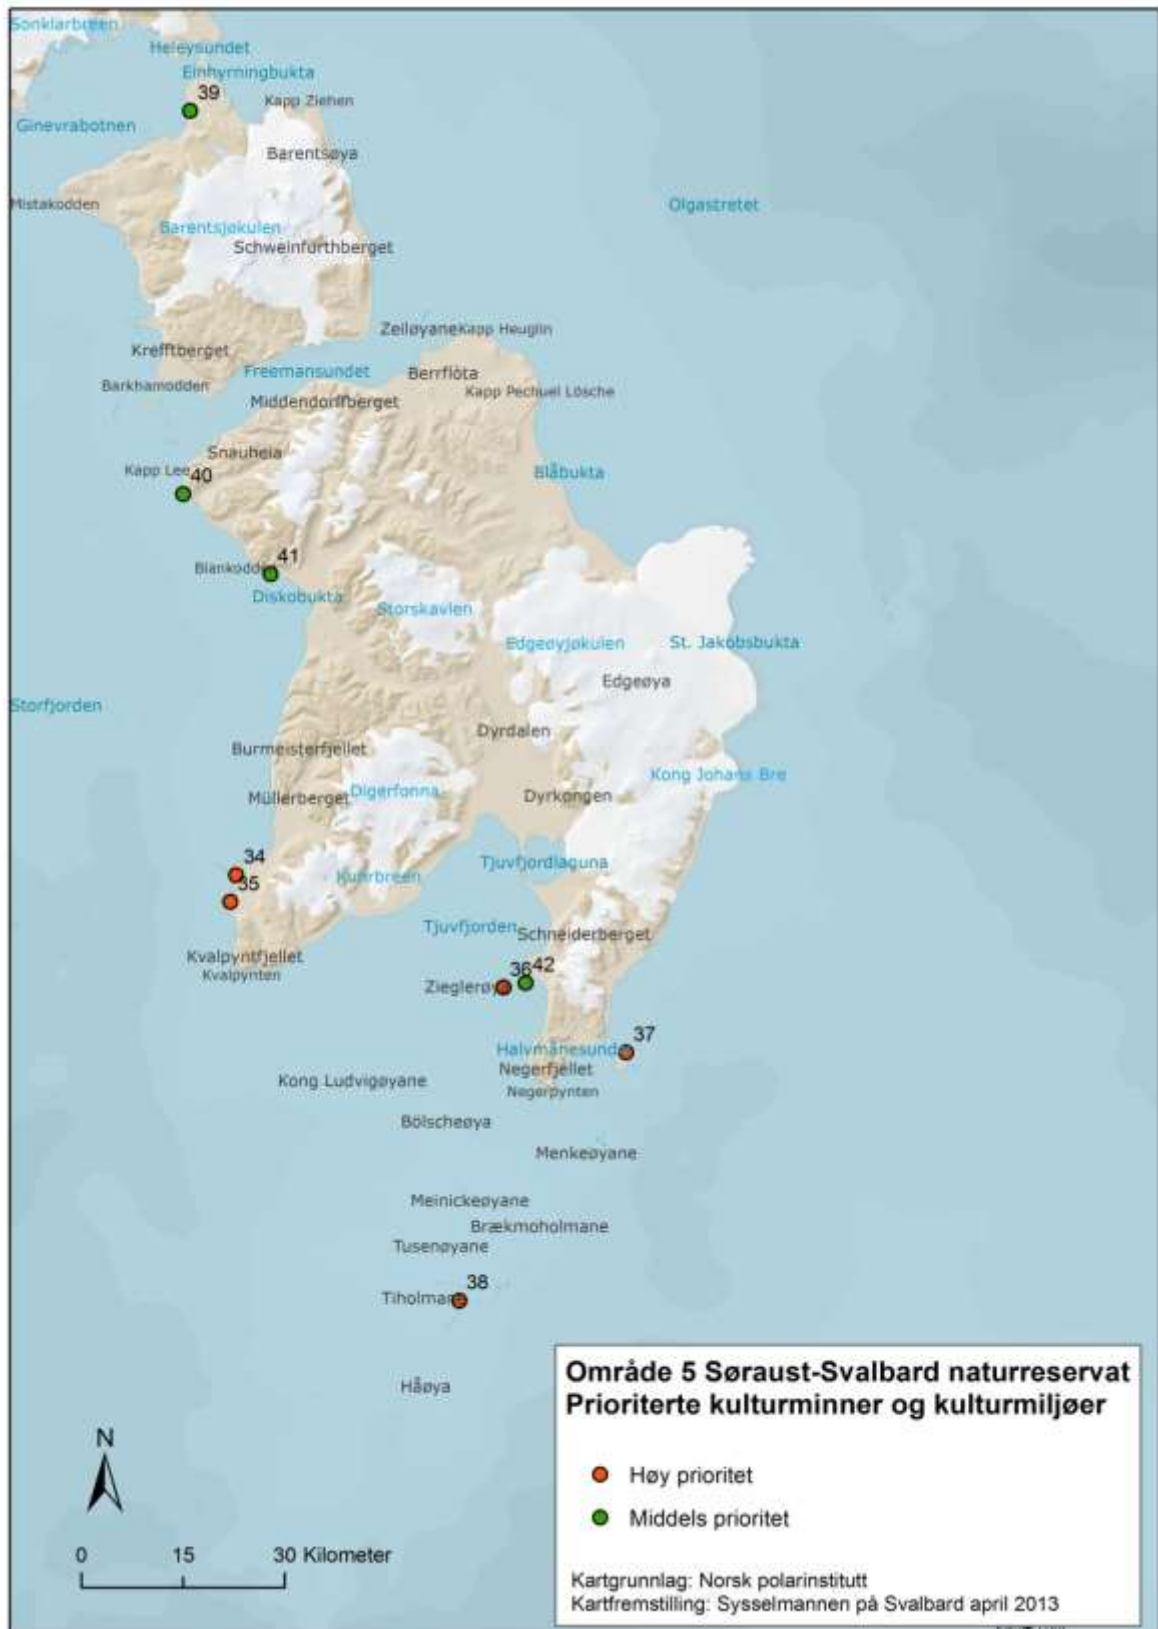 Sonklarbreen
Heleysundet
Einhyrningbukta
39
Kapp Ziehen
Ginevrabotnen
Barentsøya
Mistakodden
Olgastretet
Barentsjøkulen
Schweinfurthberget
Zeiløyane
Kapp Heuglin
Krefftberget
Freemansundet
Berrflöta
Barkhamodden
Kapp Pechuel Lösche
Middendorffberget
Snauheia
Kapp Lee
40
Blåbukta
41
Diskobukta
Storskavlen
Edgeøyjøkulen
St. Jakobsbukta
Edgeøya
Storfjorden
Dyrdalen
Burmeisterfjellet
Kong Johans Bre
Digerfonna
Müllerberget
Dyrkongen
34
Tjuvfjordlaguna
Kuhrbreen
35
Tjuvfjorden
Schneiderberget
Kvalpyntfjellet
Kvalpynten
36
42
37
Negerfjellet
Kong Ludvigøyane
Negerpynten
Bölscheøya
Menkeøyane
Meinickeøyane
Brækmoholmane
Tusenøyane
38
Håøya
Område 5 Søraust-Svalbard naturreservat
Prioriterte kulturminner og kulturmiljøer
Høy prioritet
Middels prioritet
Kartgrunnlag: Norsk polarinstitutt
Kartfremstilling: Sysselmannen på Svalbard april 2013
N
0 15 30 Kilometer